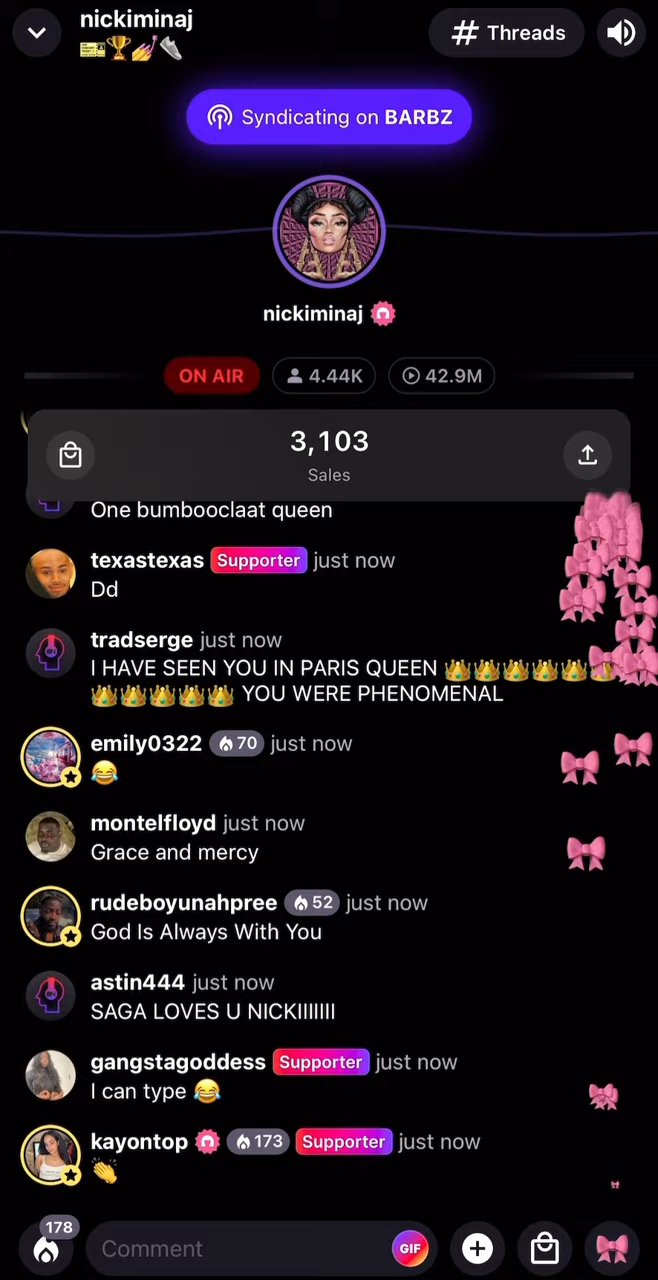 nickiminaj
# Threads
🎫🏆💅👟
Syndicating on BARBZ
nickiminaj
ON AIR
4.44K
42.9M
3,103
Sales
One bumbooclaat queen
texastexas Supporter just now
Dd
tradserge just now
I HAVE SEEN YOU IN PARIS QUEEN 👑👑👑👑👑👑
👑👑👑👑👑 YOU WERE PHENOMENAL
emily0322 70 just now
😂
montelfloyd just now
Grace and mercy
rudeboyunahpree 52 just now
God Is Always With You
astin444 just now
SAGA LOVES U NICKIIIIIII
gangstagoddess Supporter just now
I can type 😂
kayontop 173 Supporter just now
👏
178
Comment
GIF